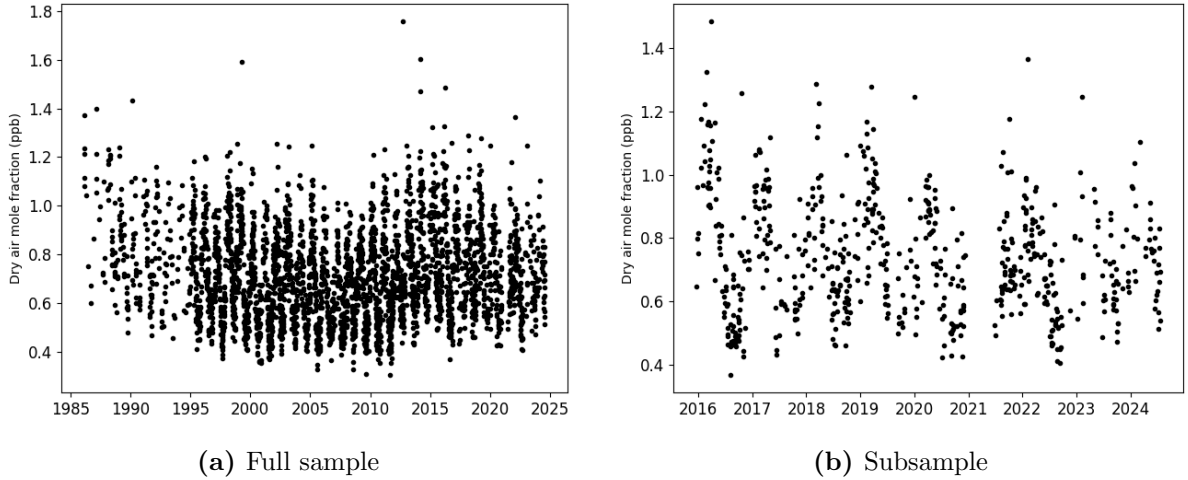 1.8
1.6
1.4
1.2
1.0
0.8
0.6
0.4
Dry air mole fraction (ppb)
1985 1990 1995 2000 2005 2010 2015 2020 2025
(a) Full sample
1.4
1.2
1.0
0.8
0.6
0.4
Dry air mole fraction (ppb)
2016 2017 2018 2019 2020 2021 2022 2023 2024
(b) Subsample